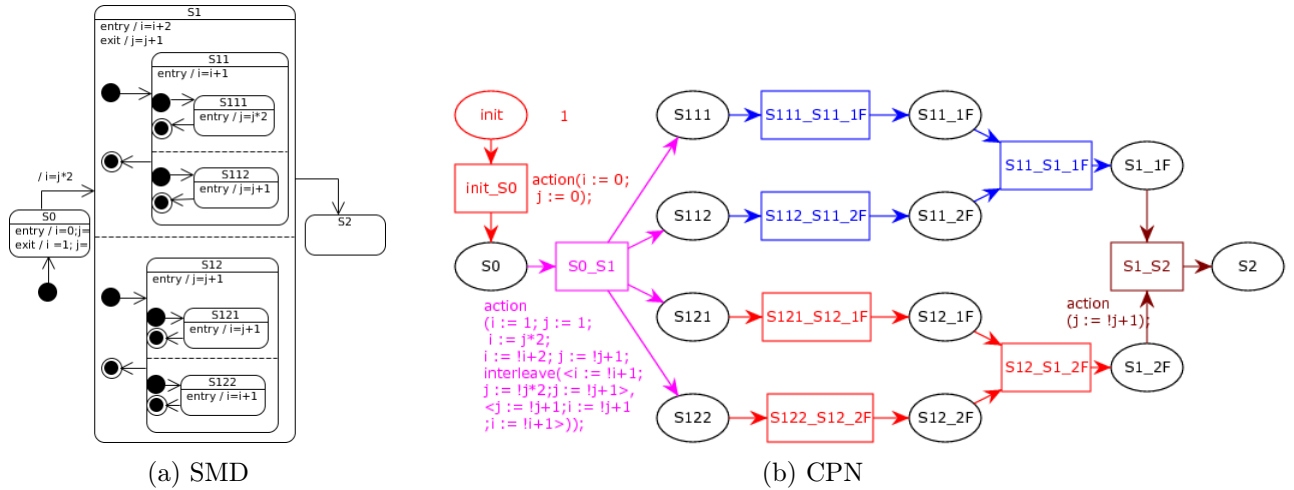 S1
entry / i=i+2
exit / j=j+1
S11
entry / i=i+1
S111
entry / j=j*2
S112
entry / j=j+1
/ i=j*2
S0
entry / i=0;j=
exit / i =1; j=
S2
S12
entry / j=j+1
S121
entry / i=j+1
S122
entry / i=i+1
(a) SMD
init
1
init_S0
action(i := 0;
j := 0);
S0
S0_S1
action
(i := 1; j := 1;
i := j*2;
i := !i+2; j := !j+1;
interleave(<i := !i+1;
j := !j*2;j := !j+1>,
<j := !j+1;i := !j+1
;i := !i+1>));
S111
S111_S11_1F
S11_1F
S112
S112_S11_2F
S11_2F
S11_S1_1F
S1_1F
S121
S121_S12_1F
S12_1F
S122
S122_S12_2F
S12_2F
S12_S1_2F
S1_2F
S1_S2
S2
action
(j := !j+1);
(b) CPN